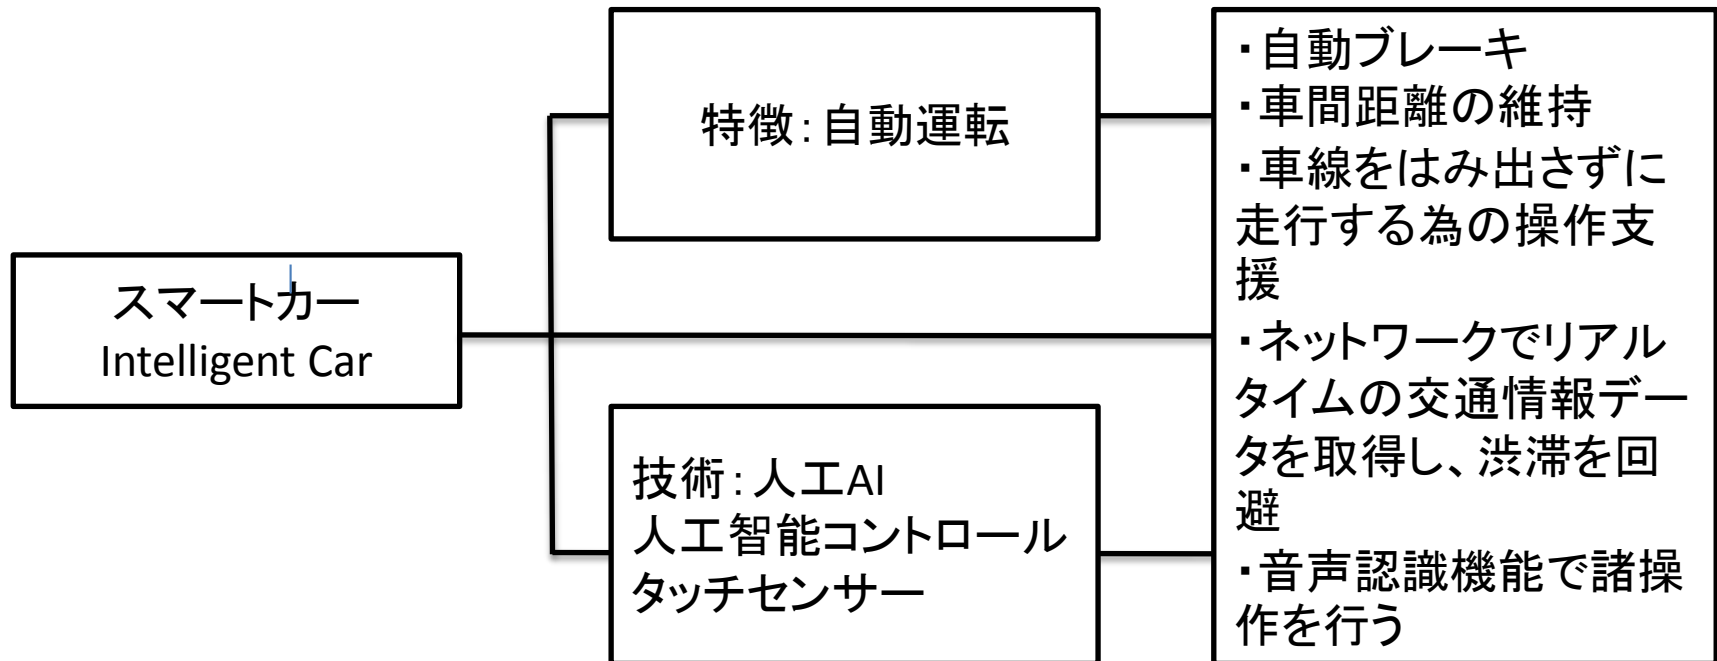 スマートカー
Intelligent Car
特徴：自動運転
技術：人工AI
人工智能コントロール
タッチセンサー
・自動ブレーキ
・車間距離の維持
・車線をはみ出さずに
走行する為の操作支
援
・ネットワークでリアル
タイムの交通情報デー
タを取得し、渋滞を回
避
・音声認識機能で諸操
作を行う